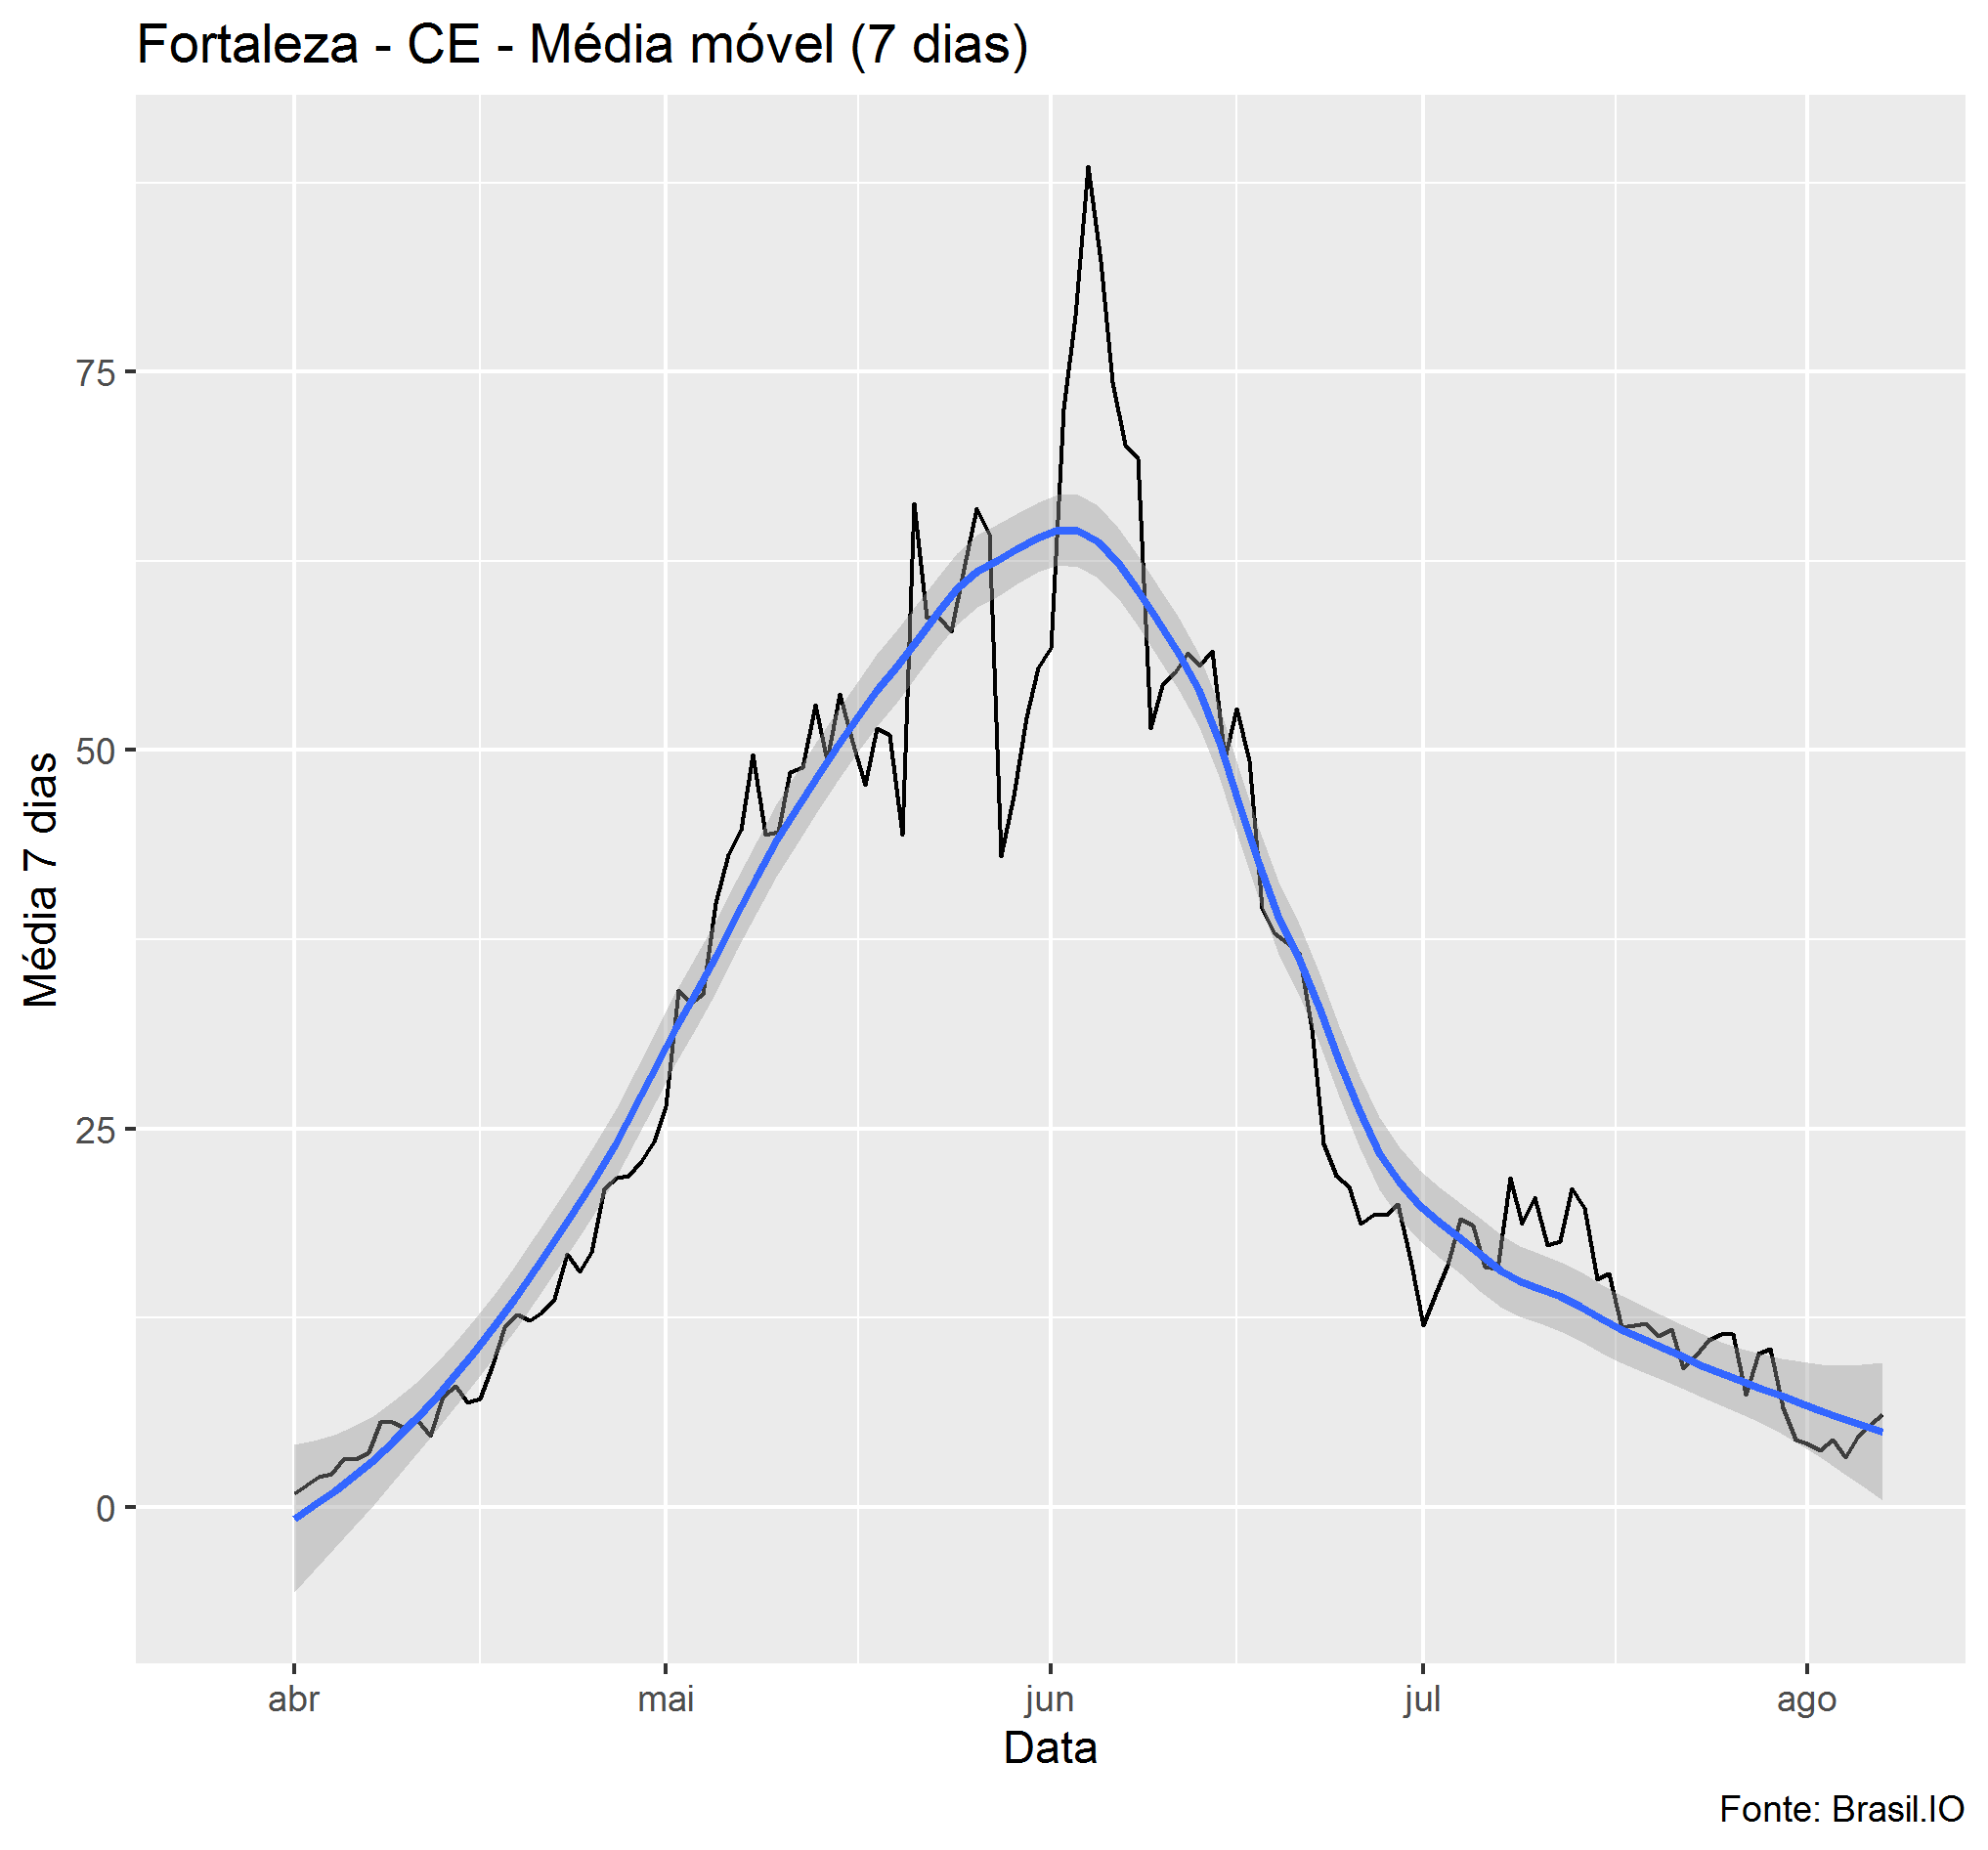 Fortaleza - CE - Média móvel (7 dias)
Média 7 dias
75
50
25
0
abr mai jun jul ago
Data
Fonte: Brasil.IO